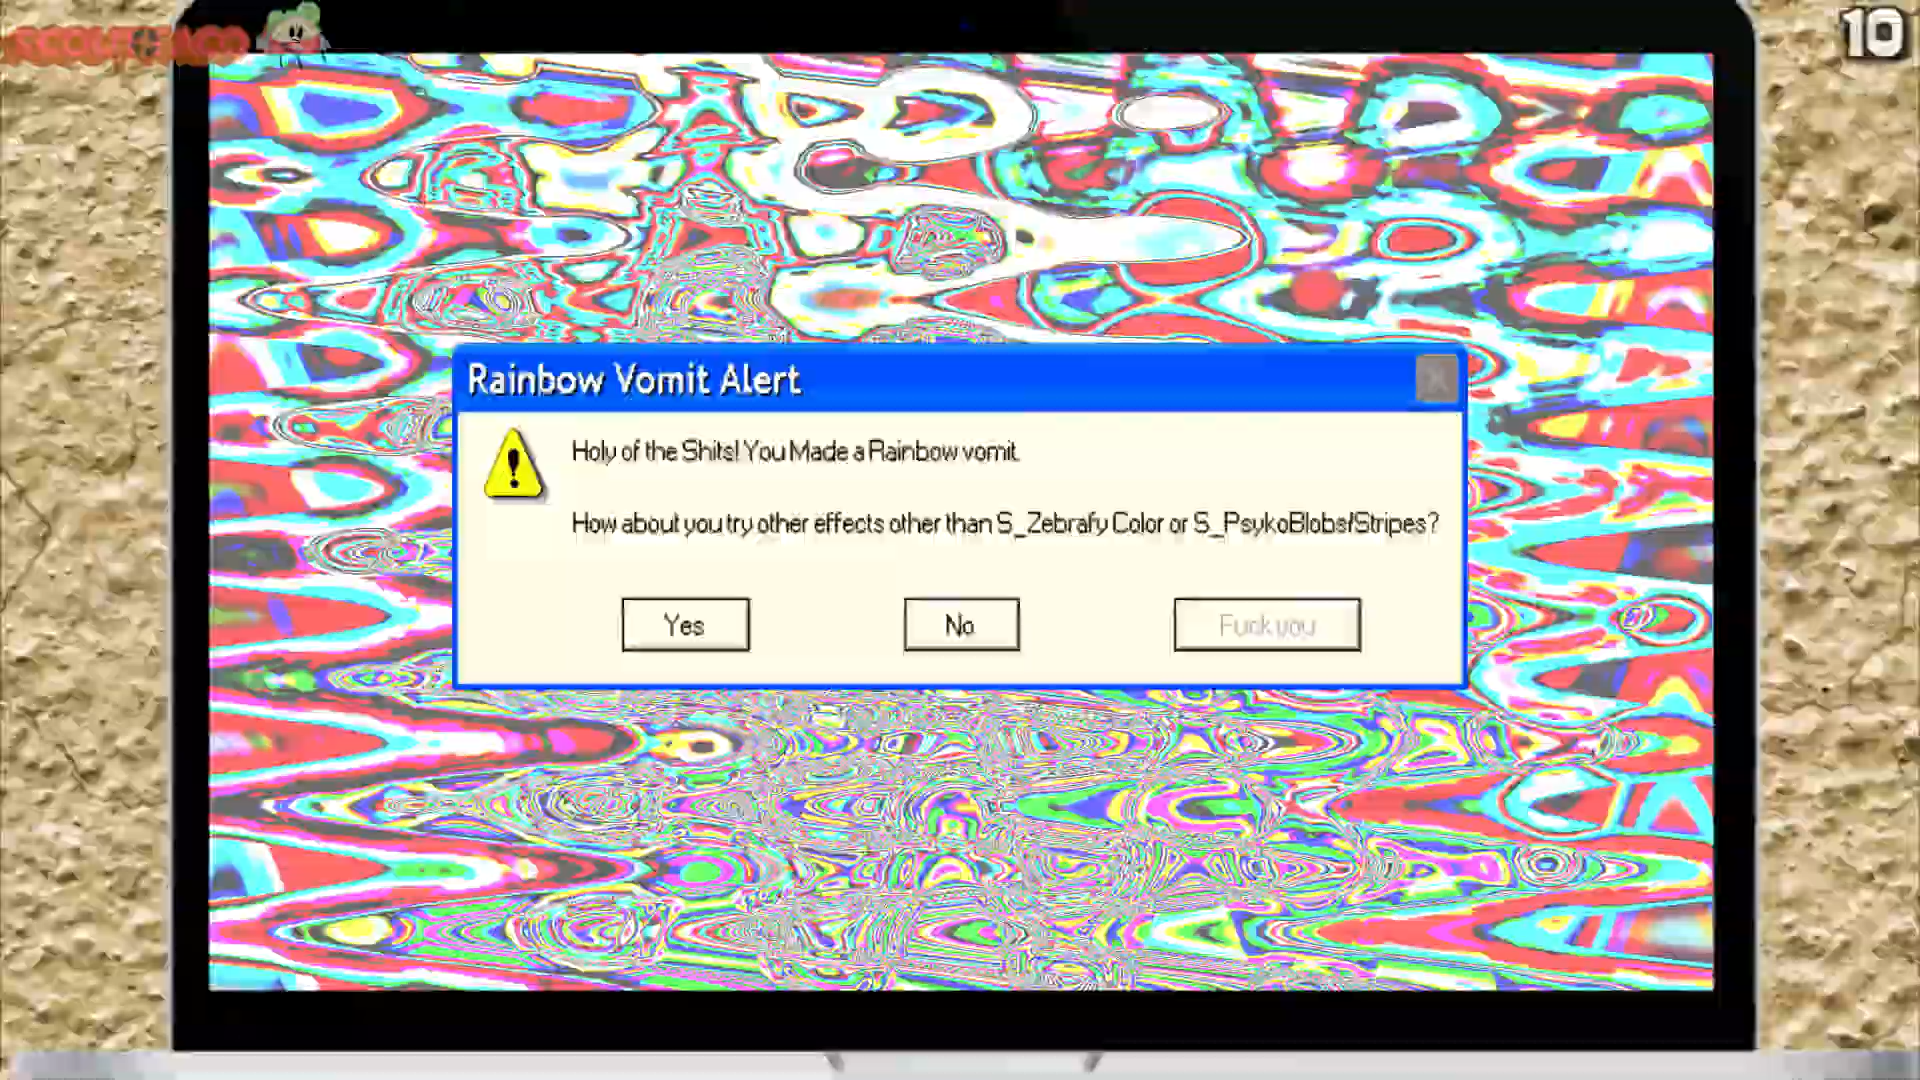 10
Rainbow Vomit Alert
Holy of the Shits! You Made a Rainbow vomit.
How about you try other effects other than S_Zebrafy Color or S_PsykoBlobs/Stripes?
Yes
No
Fuck you